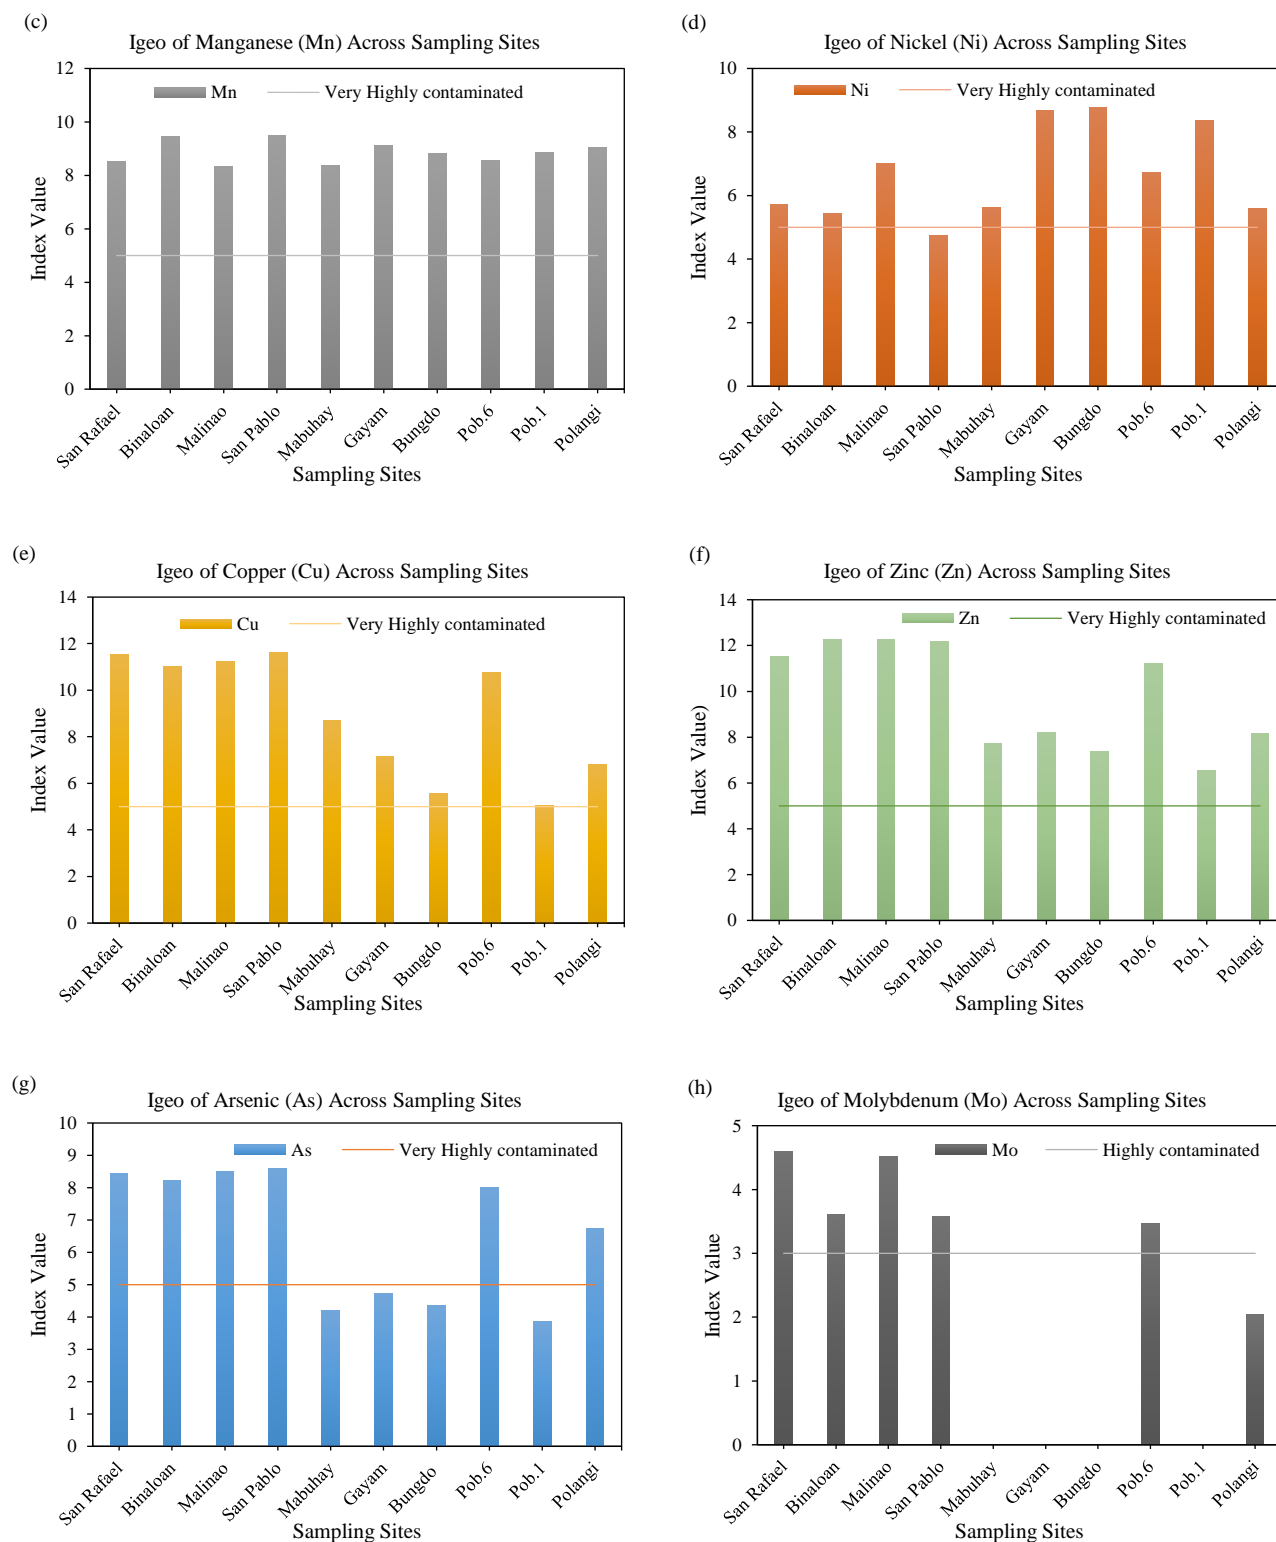 (c)
Igeo of Manganese (Mn) Across Sampling Sites
Mn
Very Highly contaminated
12
10
8
6
4
2
0
Index Value
San Rafael
Binaloan
Malinao
San Pablo
Mabuhay
Gayam
Bungdo
Pob.6
Pob.1
Polangi
Sampling Sites
(d)
Igeo of Nickel (Ni) Across Sampling Sites
Ni
Very Highly contaminated
10
8
6
4
2
0
Index Value
San Rafael
Binaloan
Malinao
San Pablo
Mabuhay
Gayam
Bungdo
Pob.6
Pob.1
Polangi
Sampling Sites
(e)
Igeo of Copper (Cu) Across Sampling Sites
Cu
Very Highly contaminated
14
12
10
8
6
4
2
0
Index Value
San Rafael
Binaloan
Malinao
San Pablo
Mabuhay
Gayam
Bungdo
Pob.6
Pob.1
Polangi
Sampling Sites
(f)
Igeo of Zinc (Zn) Across Sampling Sites
Zn
Very Highly contaminated
14
12
10
8
6
4
2
0
Index Value)
San Rafael
Binaloan
Malinao
San Pablo
Mabuhay
Gayam
Bungdo
Pob.6
Pob.1
Polangi
Sampling Sites
(g)
Igeo of Arsenic (As) Across Sampling Sites
As
Very Highly contaminated
10
9
8
7
6
5
4
3
2
1
0
Index Value
San Rafael
Binaloan
Malinao
San Pablo
Mabuhay
Gayam
Bungdo
Pob.6
Pob.1
Polangi
Sampling Sites
(h)
Igeo of Molybdenum (Mo) Across Sampling Sites
Mo
Highly contaminated
5
4
3
2
1
0
Index Value
San Rafael
Binaloan
Malinao
San Pablo
Mabuhay
Gayam
Bungdo
Pob.6
Pob.1
Polangi
Sampling Sites